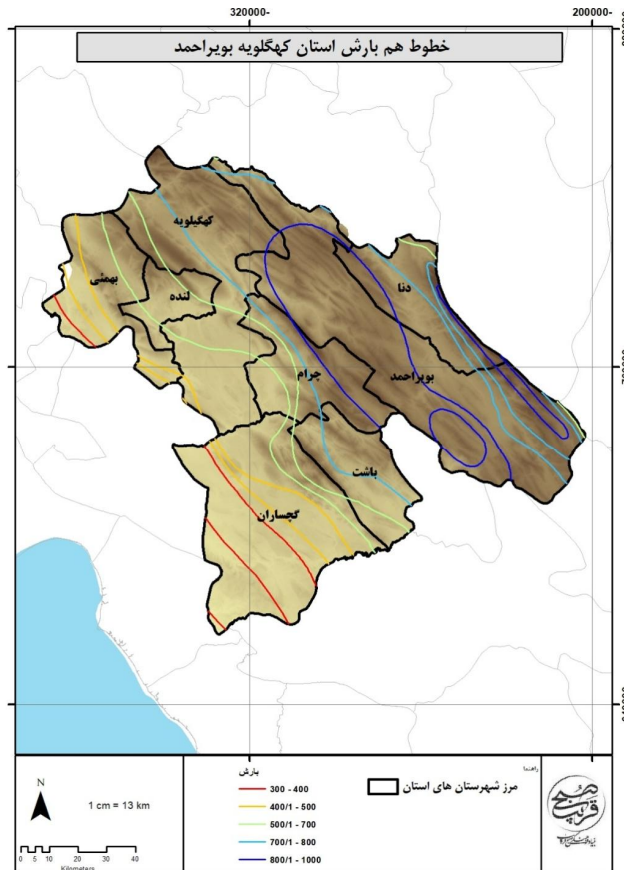 320000-
200000-
خطوط هم بارش استان کهگلویه بویراحمد
کهگیلویه
بهمئی
لنده
دنا
چرام
بویراحمد
باشت
گچساران
راهنما
مرز شهرستان های استان
بارش
300 - 400
400/1 - 500
500/1 - 700
700/1 - 800
800/1 - 1000
N
1 cm = 13 km
0 5 10 20 30 40
Kilometers